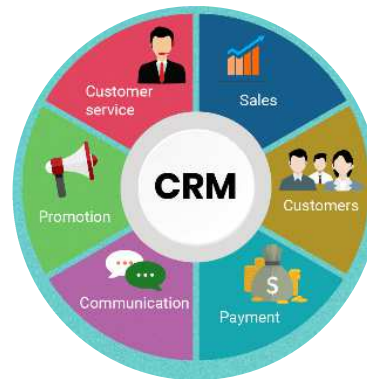 Customer
service
Sales
Promotion
CRM
Customers
Communication
Payment
$